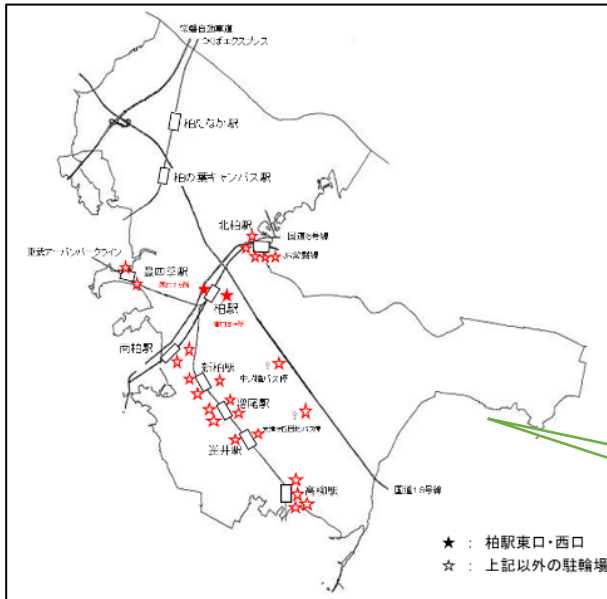 常磐自動車道
つくばエクスプレス
柏たなか駅
柏の葉キャンパス駅
北柏駅
国道6号線
JR常磐線
東武アーバンパークライン
豊四季駅
柏駅
南柏駅
新柏駅
増尾駅
逆井駅
高柳駅
国道16号線
★ : 柏駅東口・西口
☆ : 上記以外の駐輪場